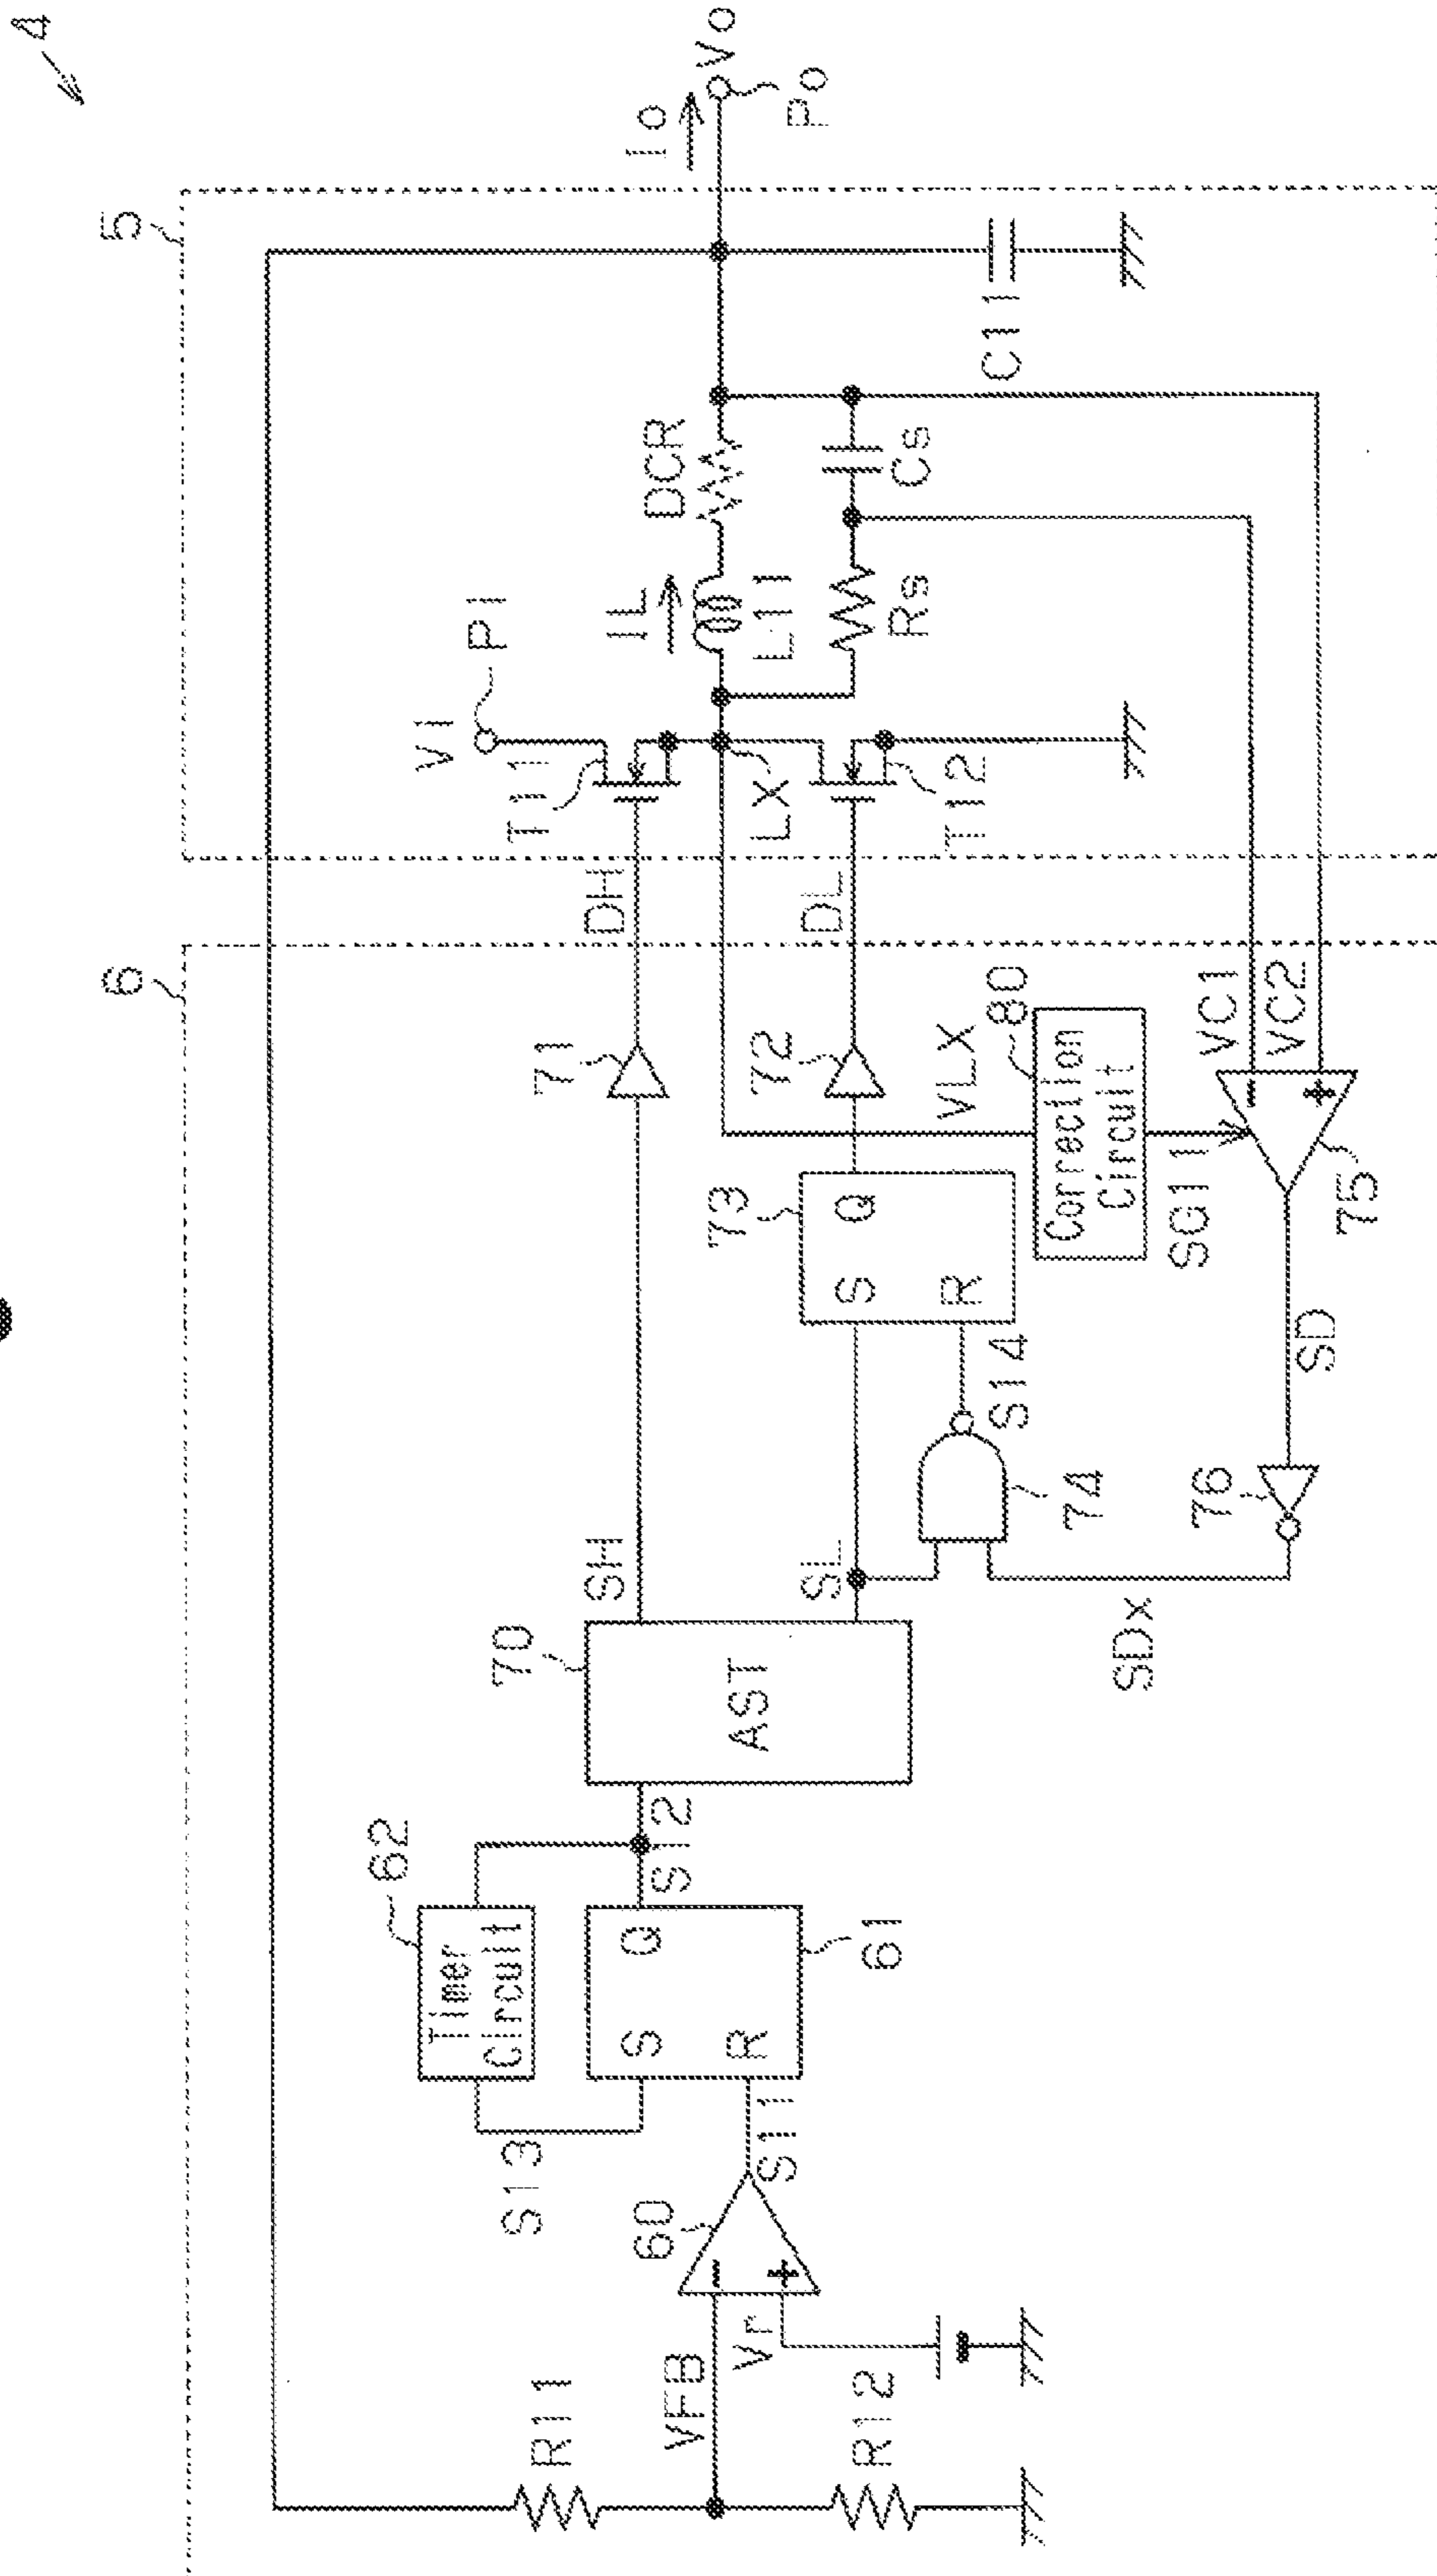 4
5
6
Io
Vo
Po
VI
PI
T11
LX
IL
L11
DCR
Rs
Cs
C11
T12
DH
DL
71
72
VLX
80
Correction
Circuit
SG11
VC1
VC2
-
+
75
SD
76
SDx
73
S
Q
R
S14
74
SH
SL
70
AST
62
Timer
Circuit
S13
S12
S
Q
R
61
S11
60
-
+
VFB
Vr
R11
R12